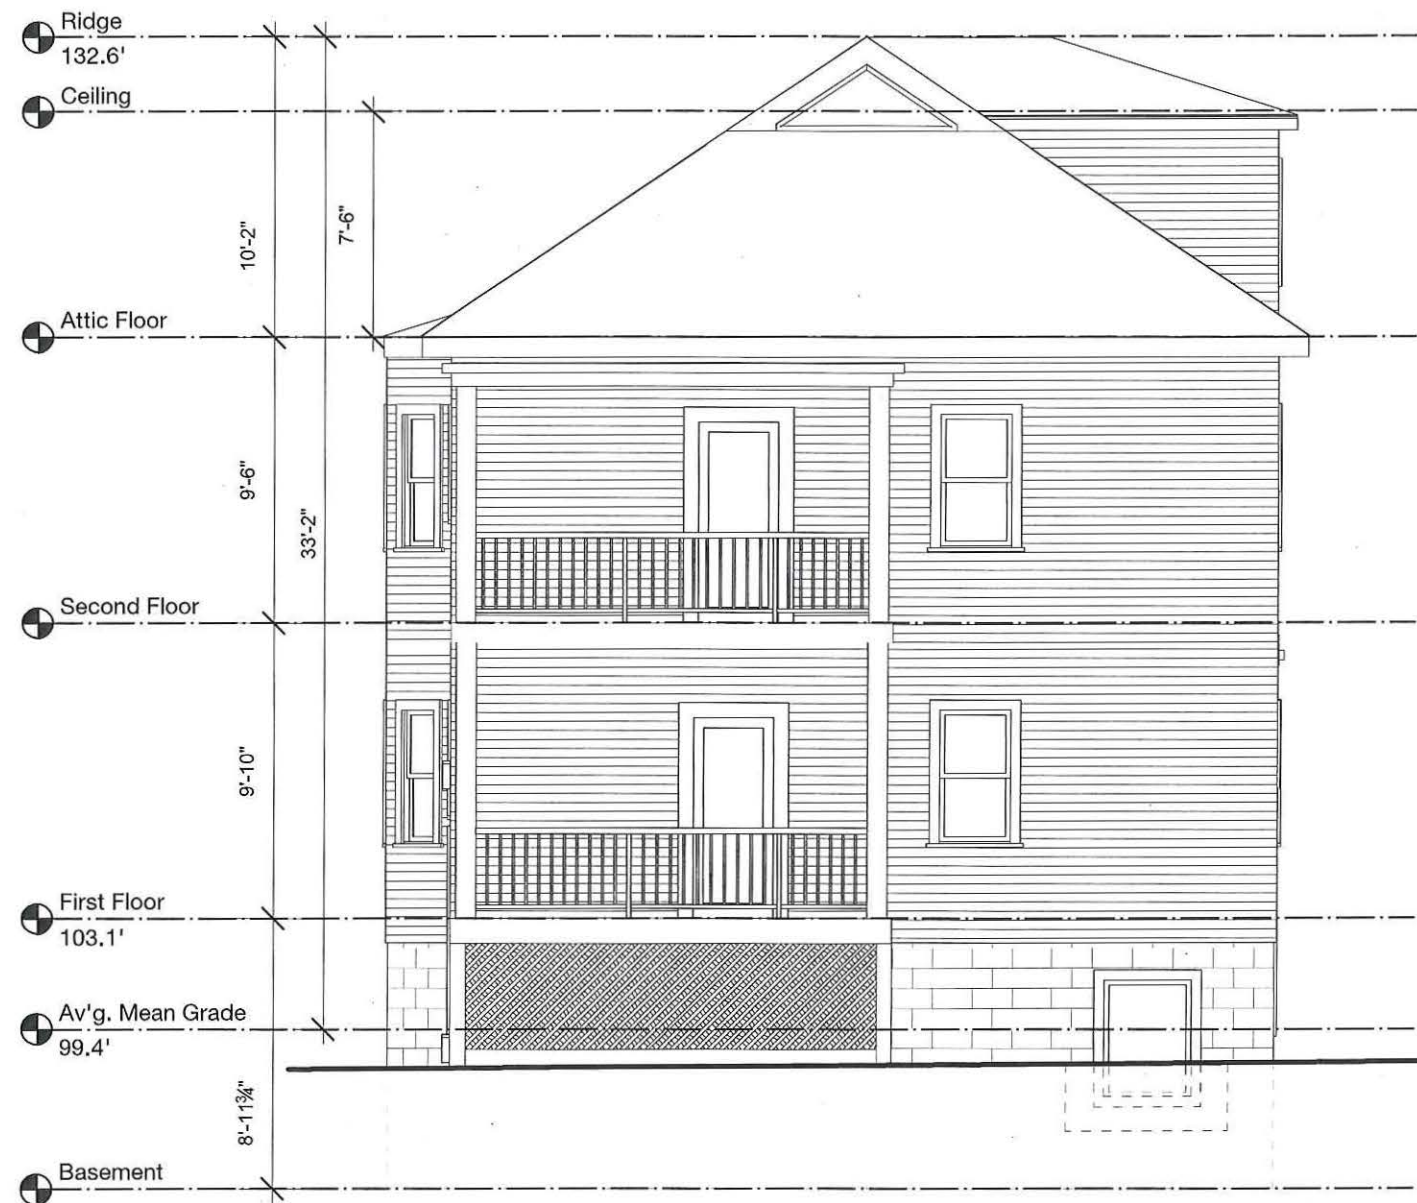 Ridge
132.6'
Ceiling
10'-2"
7'-6"
Attic Floor
9'-6"
33'-2"
Second Floor
9'-10"
First Floor
103.1'
Av'g. Mean Grade
99.4'
8'-11¾"
Basement